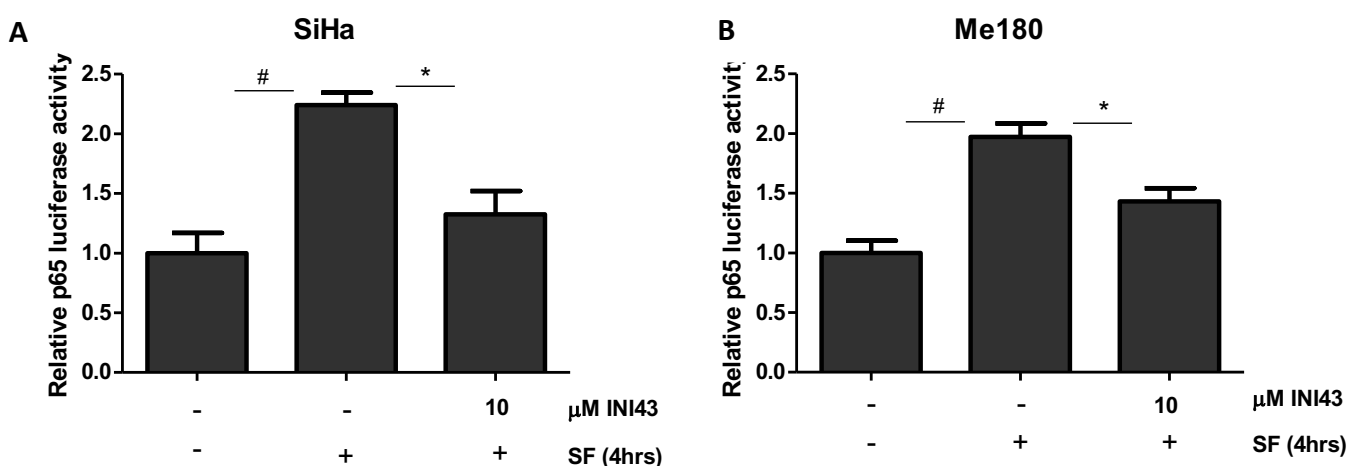 A
SiHa
Relative p65 luciferase activity
2.5
2.0
1.5
1.0
0.5
0.0
#
*
- - 10 μM INI43
- + + SF (4hrs)
B
Me180
Relative p65 luciferase activity
2.5
2.0
1.5
1.0
0.5
0.0
#
*
- - 10 μM INI43
- + + SF (4hrs)